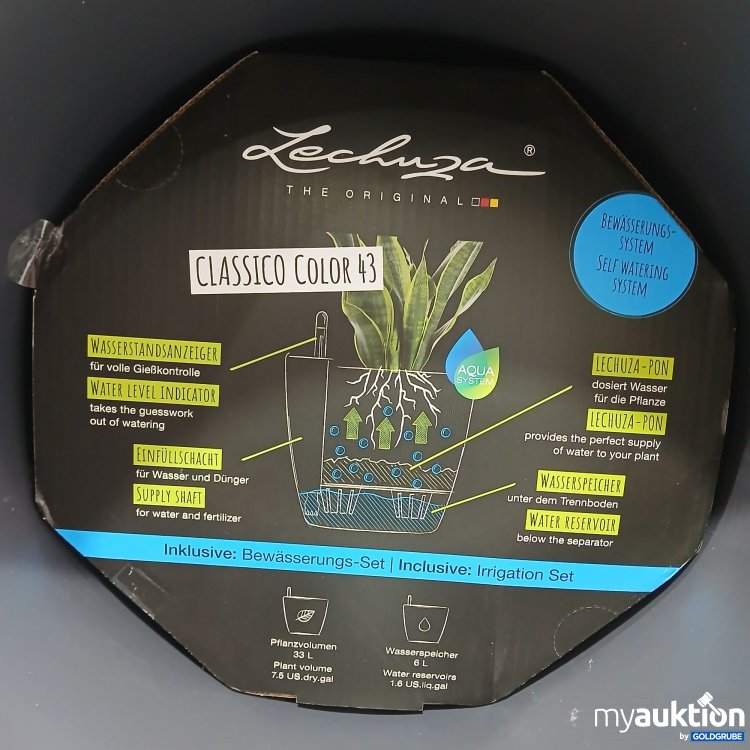 Lechuza ®
THE ORIGINAL
BEWÄSSERUNGS-
SYSTEM
SELF WATERING
SYSTEM
CLASSICO COLOR 43
WASSERSTANDSANZEIGER
für volle Gießkontrolle
WATER LEVEL INDICATOR
takes the guesswork
out of watering
EINFÜLLSCHACHT
für Wasser und Dünger
SUPPLY SHAFT
for water and fertilizer
AQUA
SYSTEM
LECHUZA-PON
dosiert Wasser
für die Pflanze
LECHUZA-PON
provides the perfect supply
of water to your plant
WASSERSPEICHER
unter dem Trennboden
WATER RESERVOIR
below the separator
Inklusive: Bewässerungs-Set | Inclusive: Irrigation Set
Pflanzvolumen
33 L
Plant volume
7.5 US.dry.gal
Wasserspeicher
6 L
Water reservoirs
1.6 US.liq.gal
myauktion
by GOLDGRUBE